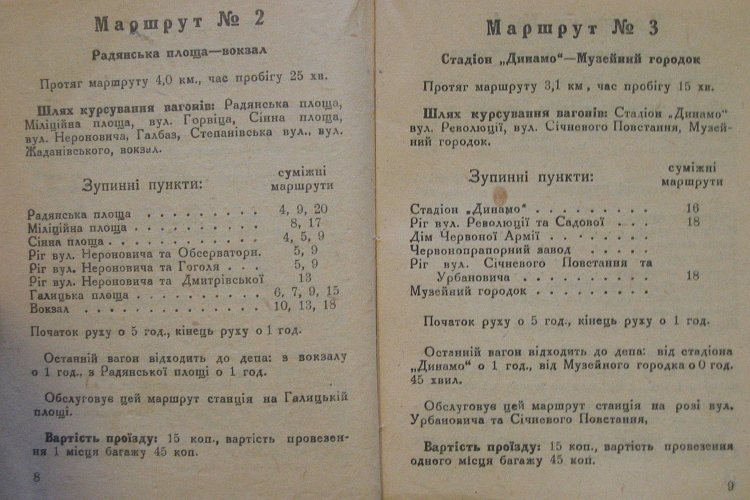 Маршрут № 2
Радянська площа—вокзал
Протяг маршруту 4,0 км., час пробігу 25 хв.
Шлях курсування вагонів: Радянська площа,
Міліційна площа, вул. Горвіца, Сінна площа,
вул. Нероновича, Галбаз, Степанівська вул., вул.
Жаданівського, вокзал.
Зупинні пункти: суміжні маршрути
Радянська площа . . . . . . . . . 4, 9, 20
Міліційна площа . . . . . . . . . 8, 17
Сінна площа . . . . . . . . . . . 4, 5, 9
Ріг вул. Нероновича та Обсерваторн. 5, 9
Ріг вул. Нероновича та Гоголя . . . 5, 9
Ріг вул. Нероновича та Дмитрівської 13
Галицька площа . . . . . . . . . . 6, 7, 9, 15
Вокзал . . . . . . . . . . . . . 10, 13, 18
Початок руху о 5 год., кінець руху о 1 год.
Останній вагон відходить до депа: з вокзалу
о 1 год., з Радянської площі о 1 год.
Обслуговує цей маршрут станція на Галицькій
площі.
Вартість проїзду: 15 коп., вартість провезен-
ня 1 місця багажу 45 коп.
8
Маршрут № 3
Стадіон „Динамо“—Музейний городок
Протяг маршруту 3,1 км, час пробігу 15 хв.
Шлях курсування вагонів: Стадіон „Динамо“
вул. Революції, вул. Січневого Повстання, Музей-
ний городок.
Зупинні пункти: суміжні маршрути
Стадіон „Динамо“ . . . . . . . . . 16
Ріг вул. Революції та Садової . . . 18
Дім Червоної Армії . . . . . . . .
Червонопрапорний завод . . . . . .
Ріг вул. Січневого Повстання та
Урбановича . . . . . . . . . . 18
Музейний городок . . . . . . . . .
Початок руху о 5 год., кінець руху о 1 год.
Останній вагон відходить до депа: від стадіона
„Динамо“ о 1 год., від Музейного городка о 0 год.
45 хвил.
Обслуговує цей маршрут станція на розі вул.
Урбановича та Січневого Повстання,
Вартість проїзду: 15 коп., вартість провезення
одного місця багажу 45 коп.
9